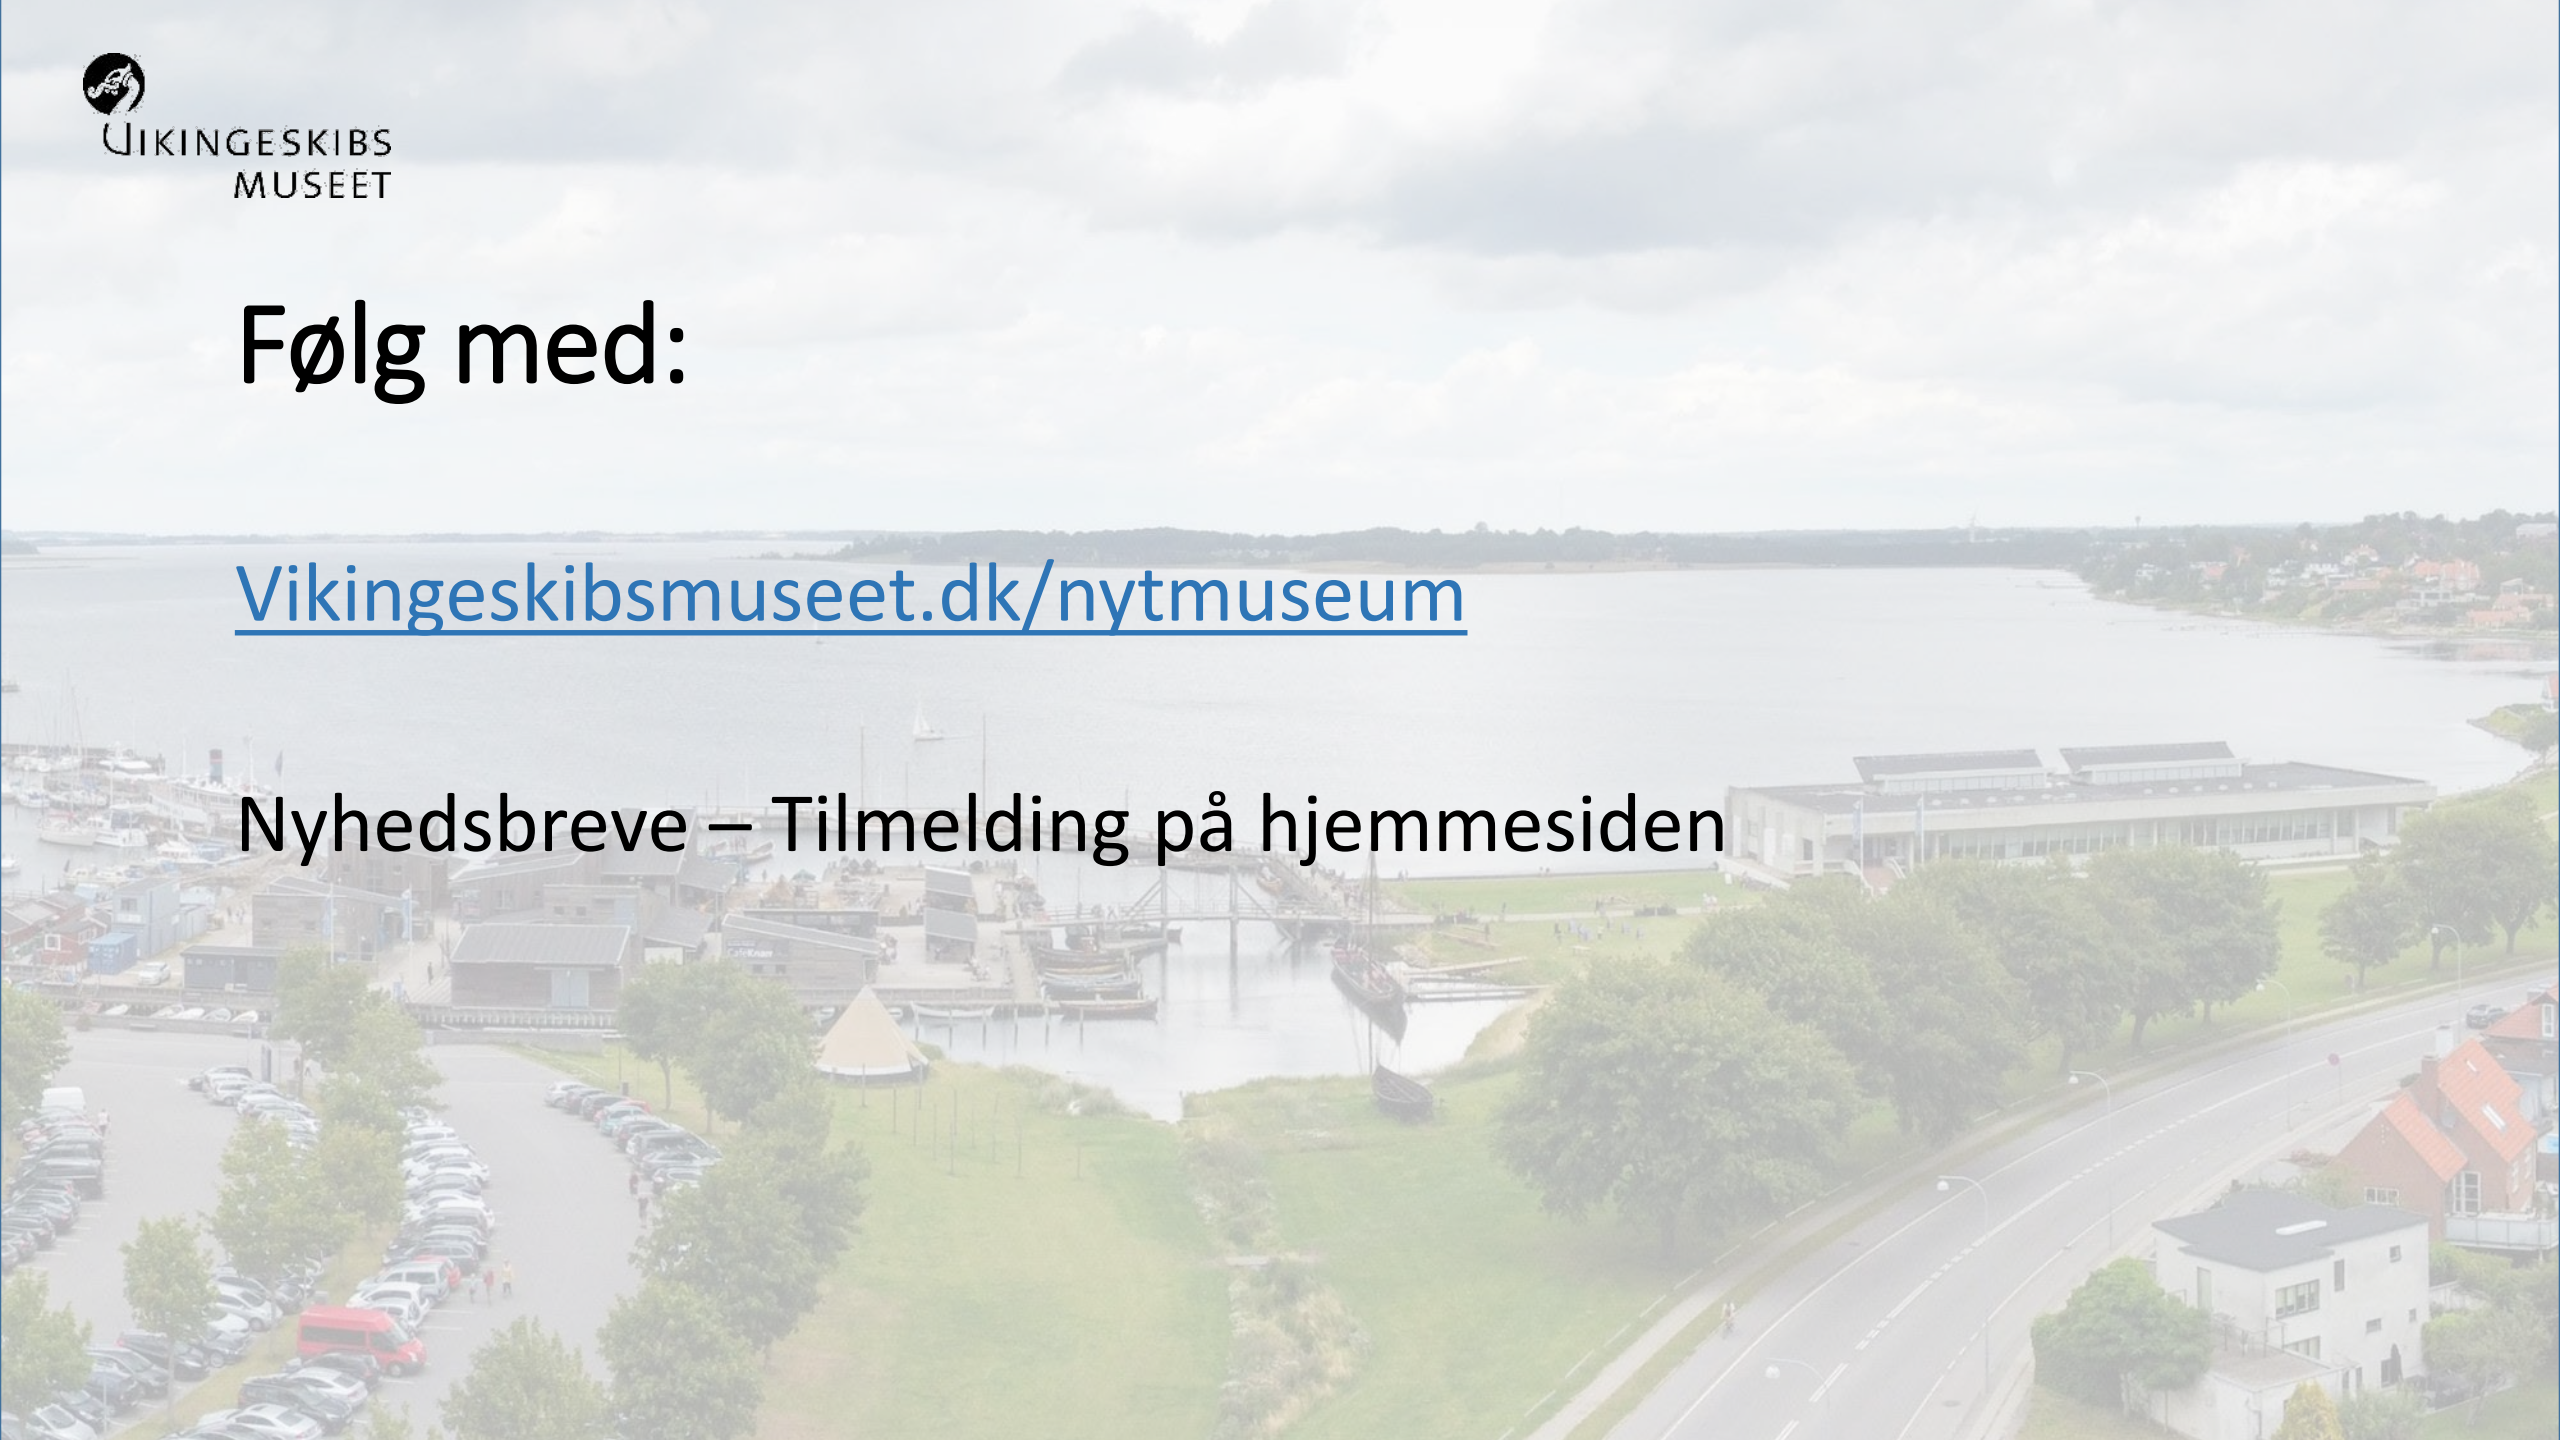 VIKINGESKIBS
MUSEET
Følg med:
Vikingeskibsmuseet.dk/nytmuseum
Nyhedsbreve – Tilmelding på hjemmesiden